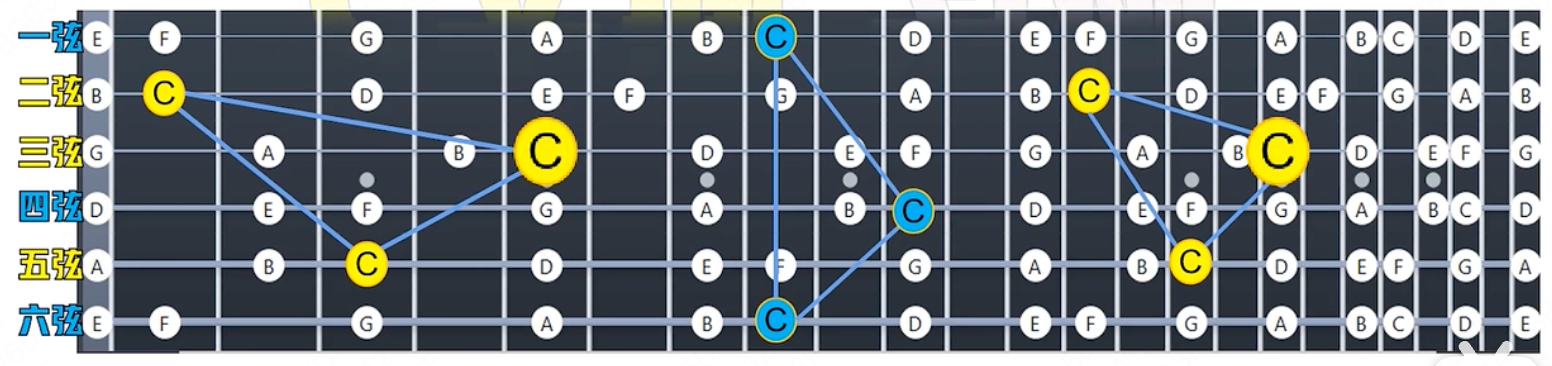 一弦 E F G A B C D E F G A B C D E
二弦 B C D E F G A B C D E F G A B
三弦 G A B C D E F G A B C D E F G
四弦 D E F G A B C D E F G A B C D
五弦 A B C D E F G A B C D E F G A
六弦 E F G A B C D E F G A B C D E